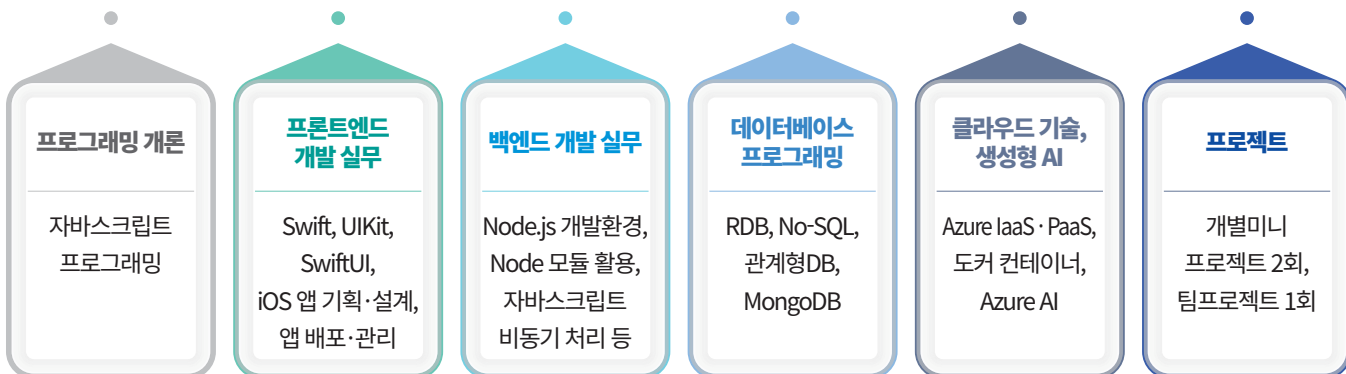 프로그래밍 개론
자바스크립트
프로그래밍
프론트엔드
개발 실무
Swift, UIKit,
SwiftUI,
iOS 앱 기획·설계,
앱 배포·관리
백엔드 개발 실무
Node.js 개발환경,
Node 모듈 활용,
자바스크립트
비동기 처리 등
데이터베이스
프로그래밍
RDB, No-SQL,
관계형DB,
MongoDB
클라우드 기술,
생성형 AI
Azure IaaS·PaaS,
도커 컨테이너,
Azure AI
프로젝트
개별미니
프로젝트 2회,
팀프로젝트 1회